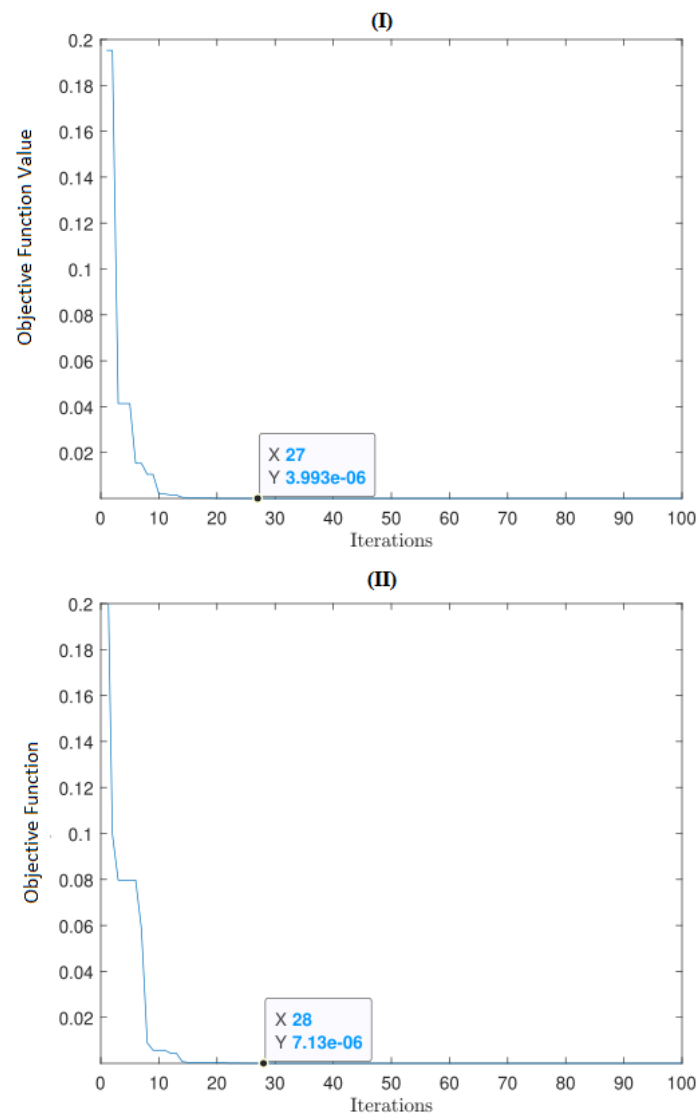 (I)
0.2
0.18
0.16
0.14
0.12
0.1
0.08
0.06
0.04
0.02
Objective Function Value
X 27
Y 3.993e-06
0 10 20 30 40 50 60 70 80 90 100
Iterations
(II)
0.2
0.18
0.16
0.14
0.12
0.1
0.08
0.06
0.04
0.02
Objective Function
X 28
Y 7.13e-06
0 10 20 30 40 50 60 70 80 90 100
Iterations